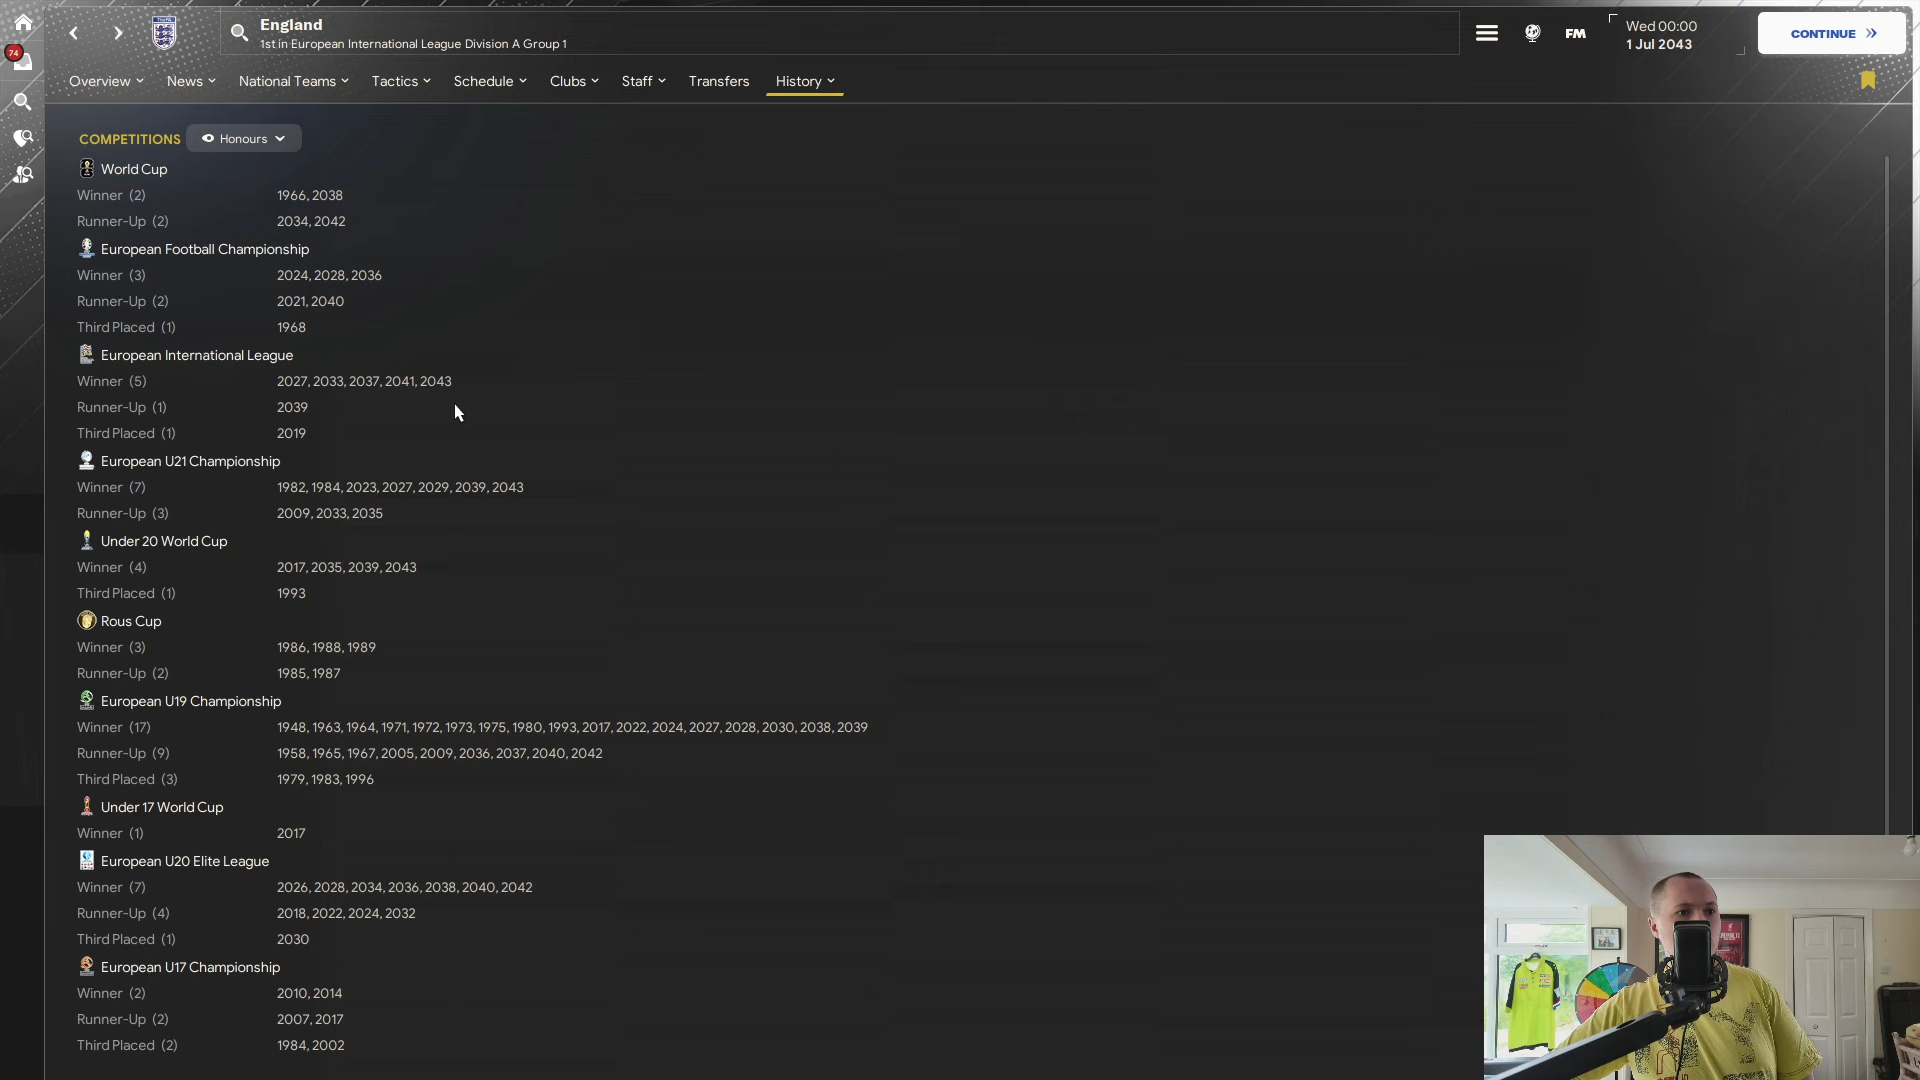 England
1st in European International League Division A Group 1
FM
Wed 00:00
1 Jul 2043
CONTINUE
74
Overview
News
National Teams
Tactics
Schedule
Clubs
Staff
Transfers
History
COMPETITIONS
Honours
World Cup
Winner (2) 1966, 2038
Runner-Up (2) 2034, 2042
European Football Championship
Winner (3) 2024, 2028, 2036
Runner-Up (2) 2021, 2040
Third Placed (1) 1968
European International League
Winner (5) 2027, 2033, 2037, 2041, 2043
Runner-Up (1) 2039
Third Placed (1) 2019
European U21 Championship
Winner (7) 1982, 1984, 2023, 2027, 2029, 2039, 2043
Runner-Up (3) 2009, 2033, 2035
Under 20 World Cup
Winner (4) 2017, 2035, 2039, 2043
Third Placed (1) 1993
Rous Cup
Winner (3) 1986, 1988, 1989
Runner-Up (2) 1985, 1987
European U19 Championship
Winner (17) 1948, 1963, 1964, 1971, 1972, 1973, 1975, 1980, 1993, 2017, 2022, 2024, 2027, 2028, 2030, 2038, 2039
Runner-Up (9) 1958, 1965, 1967, 2005, 2009, 2036, 2037, 2040, 2042
Third Placed (3) 1979, 1983, 1996
Under 17 World Cup
Winner (1) 2017
European U20 Elite League
Winner (7) 2026, 2028, 2034, 2036, 2038, 2040, 2042
Runner-Up (4) 2018, 2022, 2024, 2032
Third Placed (1) 2030
European U17 Championship
Winner (2) 2010, 2014
Runner-Up (2) 2007, 2017
Third Placed (2) 1984, 2002